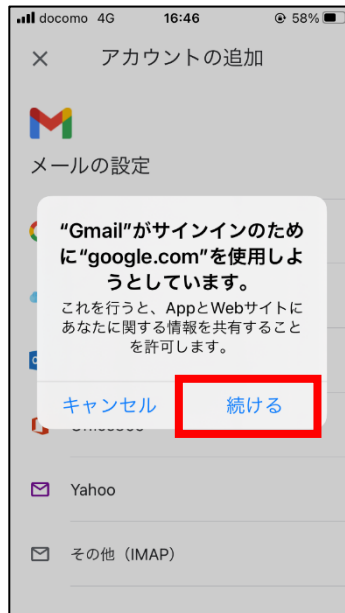 docomo 4G 16:46 58%
アカウントの追加
メールの設定
“Gmail”がサインインのため
に“google.com”を使用しよ
うとしています。
これを行うと、AppとWebサイトに
あなたに関する情報を共有すること
を許可します。
キャンセル 続ける
Yahoo
その他（IMAP）